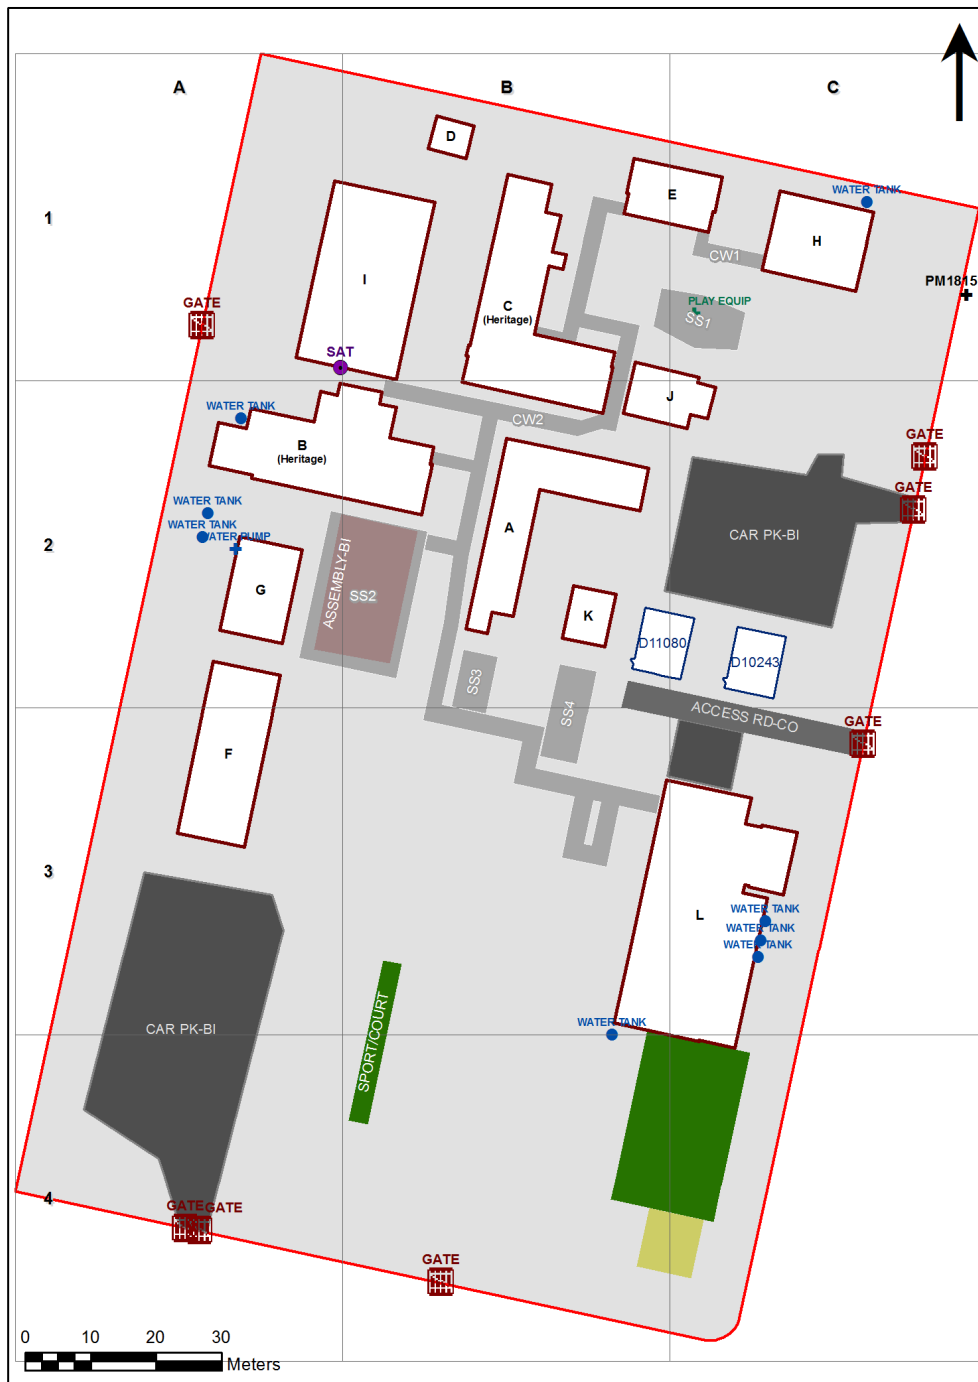 A
B
C
D
E
WATER TANK
1
H
CW1
I
PM1815
C
(Heritage)
PLAY EQUIP
SS1
GATE
SAT
J
WATER TANK
CW2
B
(Heritage)
GATE
GATE
WATER TANK
WATER TANK
WATER PUMP
A
CAR PK-BI
2
ASSEMBLY-BI
SS2
G
K
D11080
D10243
SS3
SS4
ACCESS RD-CO
GATE
F
3
L
WATER TANK
WATER TANK
WATER TANK
CAR PK-BI
SPORT/COURT
WATER TANK
4
GATE
GATE
GATE
0 10 20 30
Meters